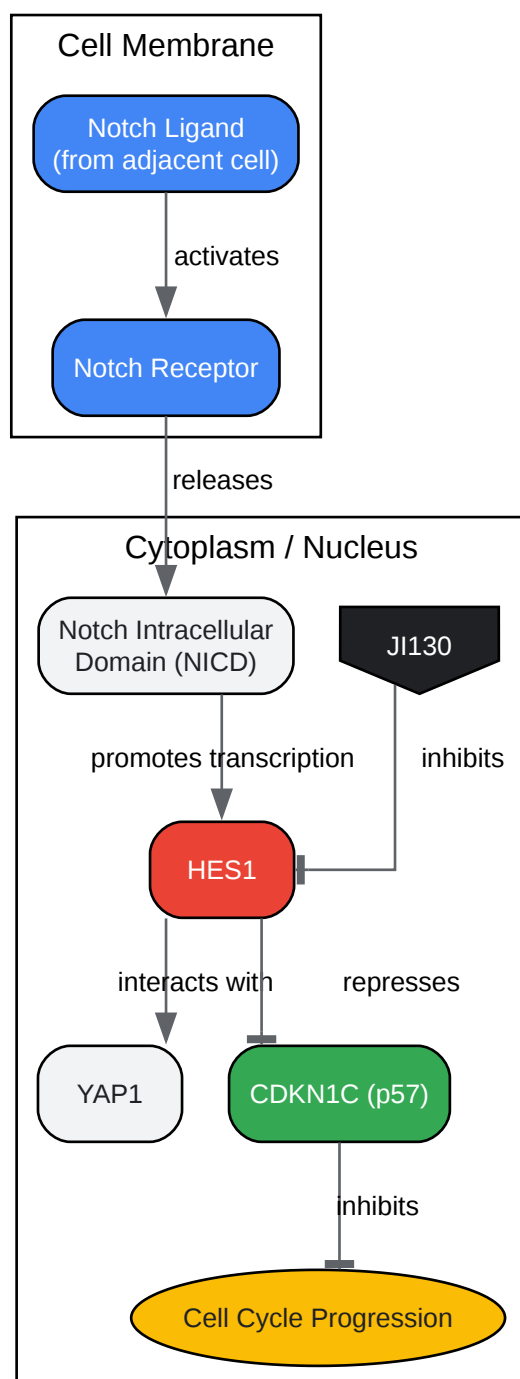 Cell Membrane
Notch Ligand
(from adjacent cell)
activates
Notch Receptor
releases
Cytoplasm / Nucleus
Notch Intracellular
Domain (NICD)
JI130
promotes transcription
inhibits
HES1
interacts with
represses
YAP1
CDKN1C (p57)
inhibits
Cell Cycle Progression